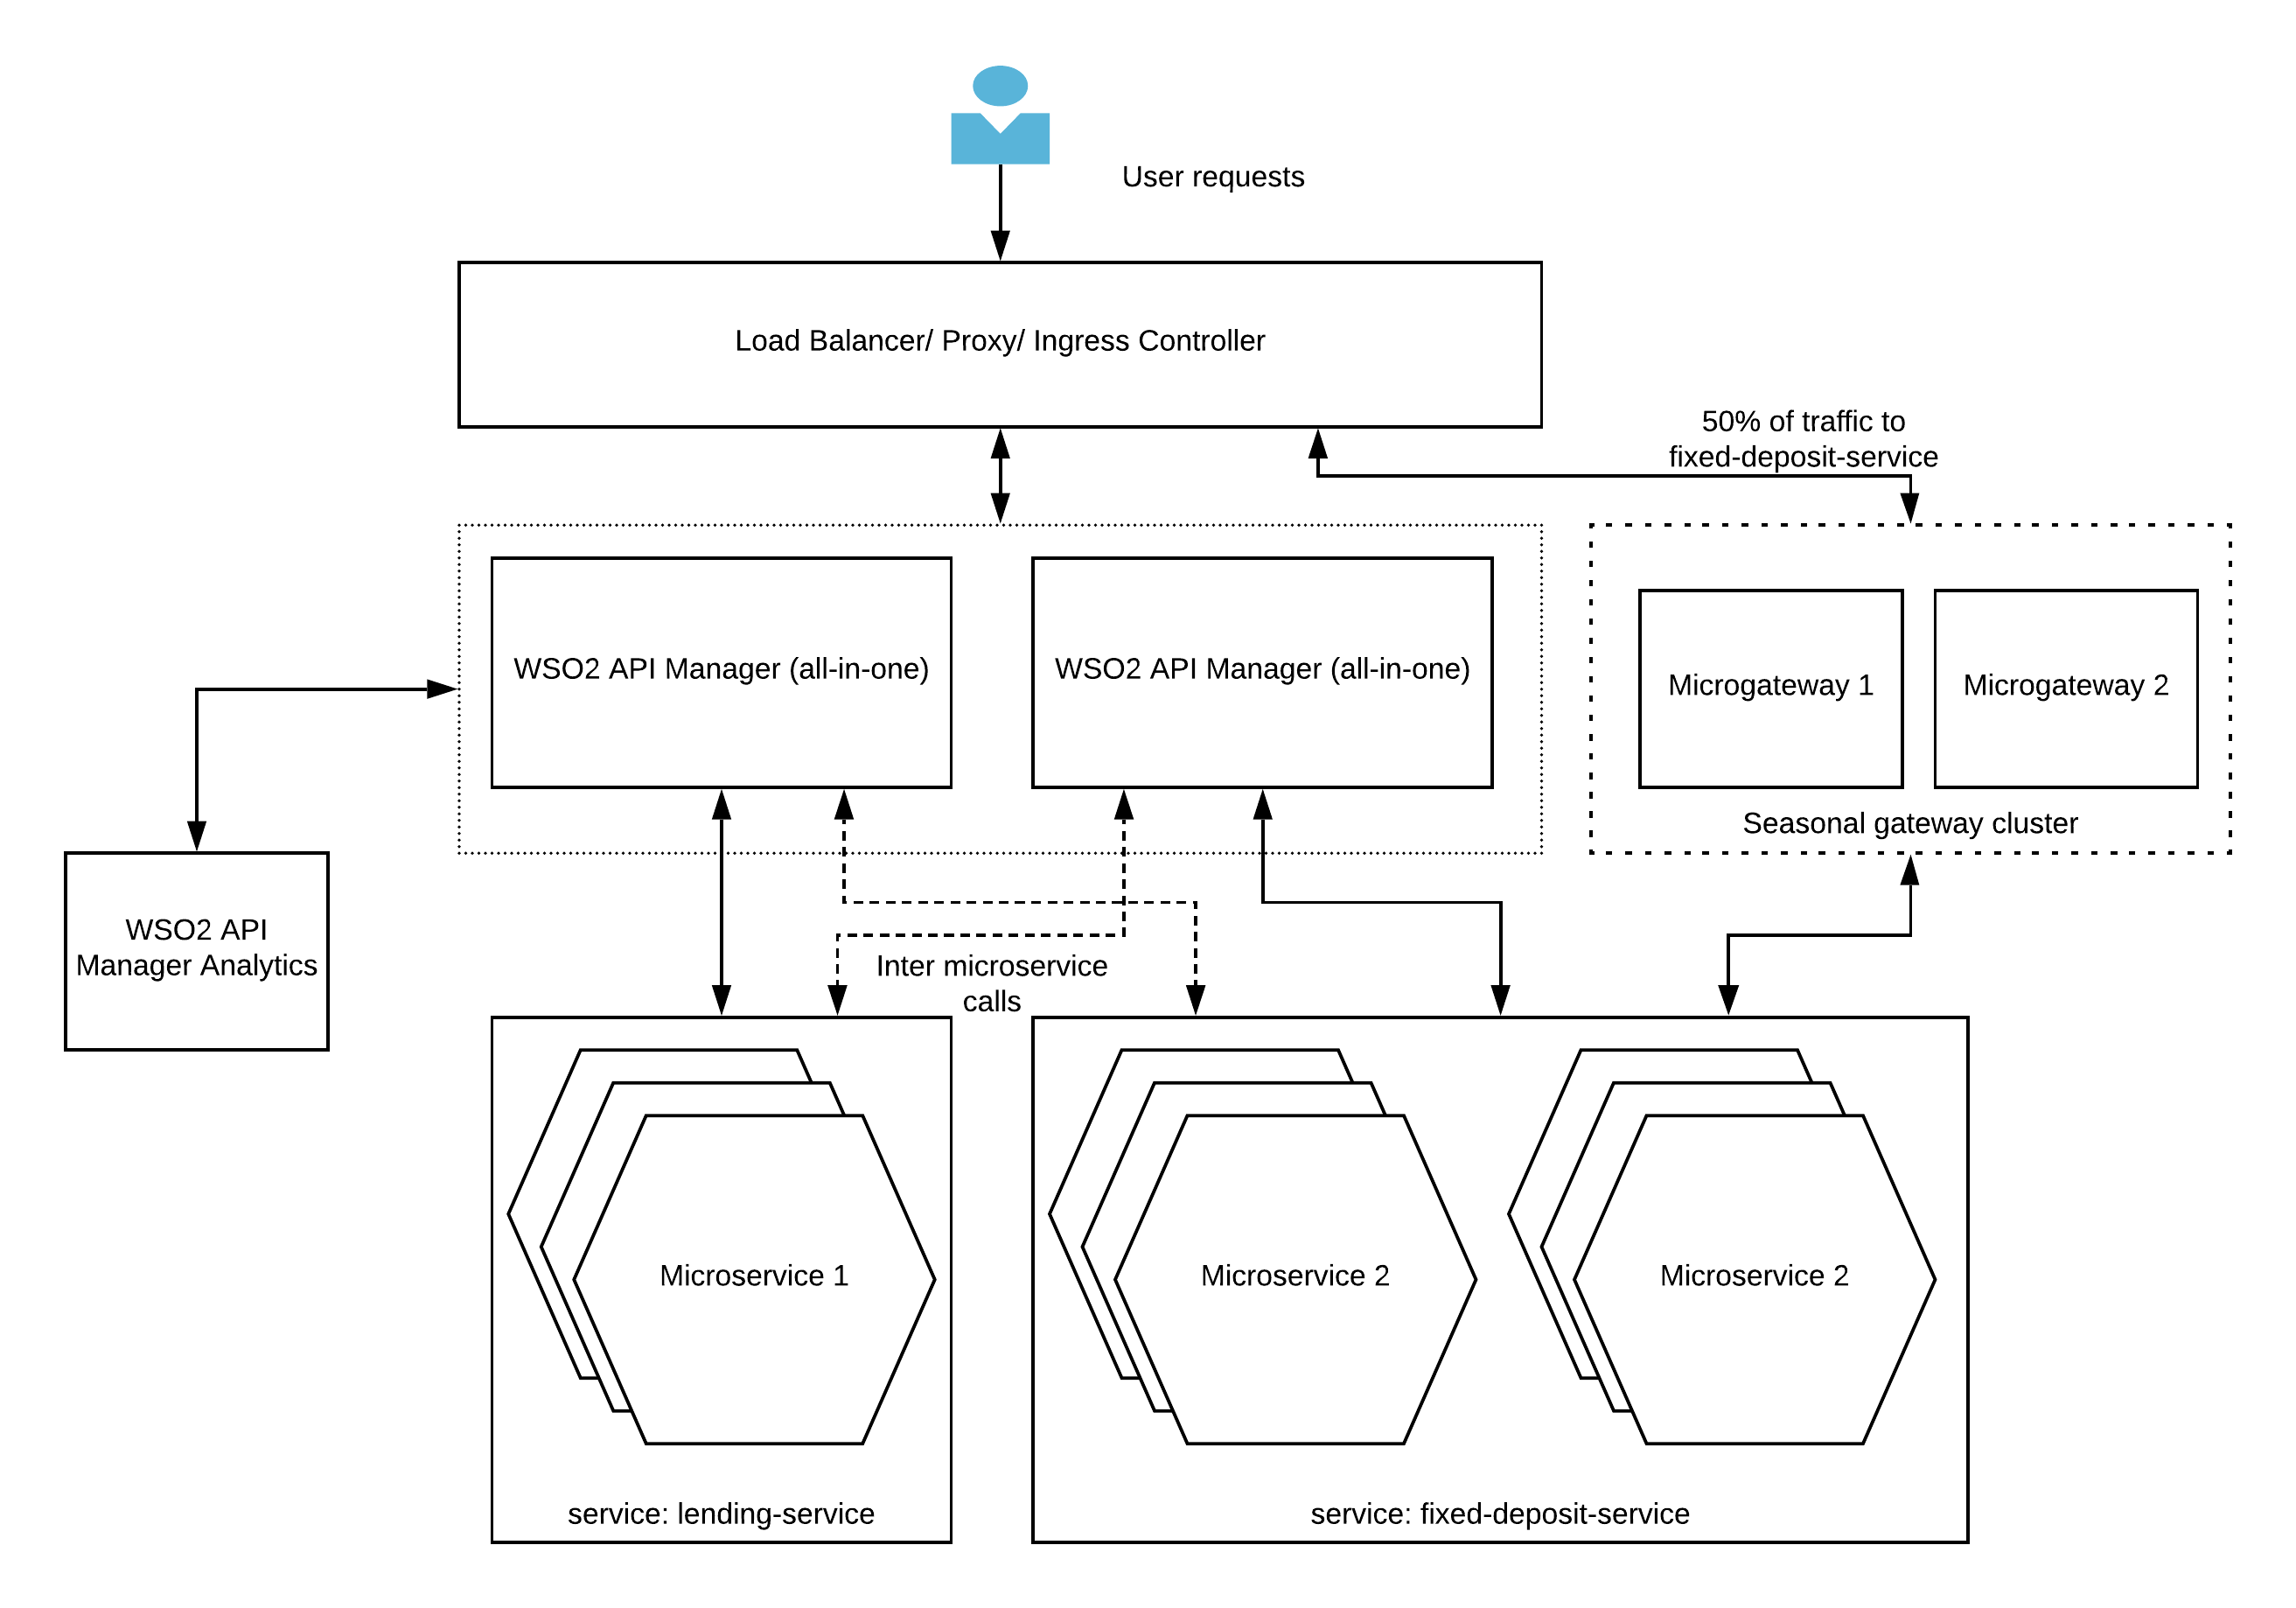 User requests
Load Balancer/ Proxy/ Ingress Controller
50% of traffic to
fixed-deposit-service
WSO2 API Manager (all-in-one)
WSO2 API Manager (all-in-one)
Microgateway 1
Microgateway 2
Seasonal gateway cluster
WSO2 API
Manager Analytics
Inter microservice
calls
Microservice 1
Microservice 2
Microservice 2
service: lending-service
service: fixed-deposit-service